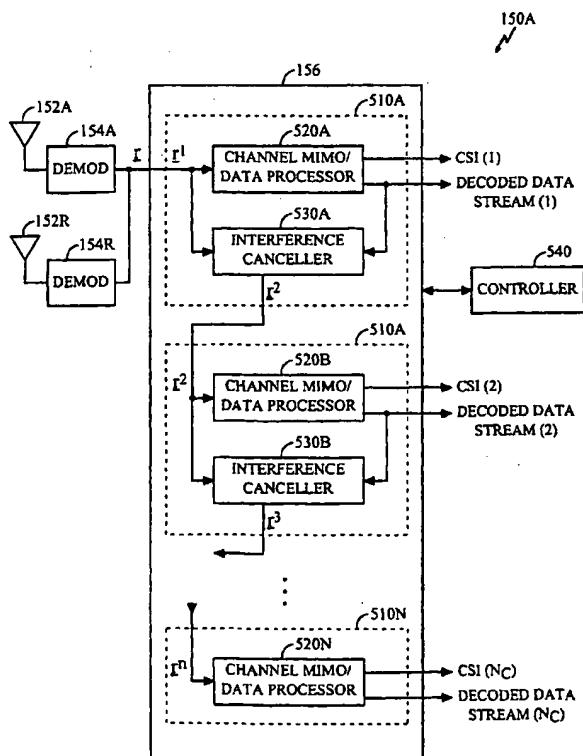 150A
156
152A
154A
DEMOD
r
r¹
510A
520A
CHANNEL MIMO/
DATA PROCESSOR
CSI (1)
DECODED DATA
STREAM (1)
530A
INTERFERENCE
CANCELLER
152R
154R
DEMOD
r²
540
CONTROLLER
510A
520B
r²
CHANNEL MIMO/
DATA PROCESSOR
CSI (2)
DECODED DATA
STREAM (2)
530B
INTERFERENCE
CANCELLER
r³
510N
520N
rⁿ
CHANNEL MIMO/
DATA PROCESSOR
CSI (NC)
DECODED DATA
STREAM (NC)